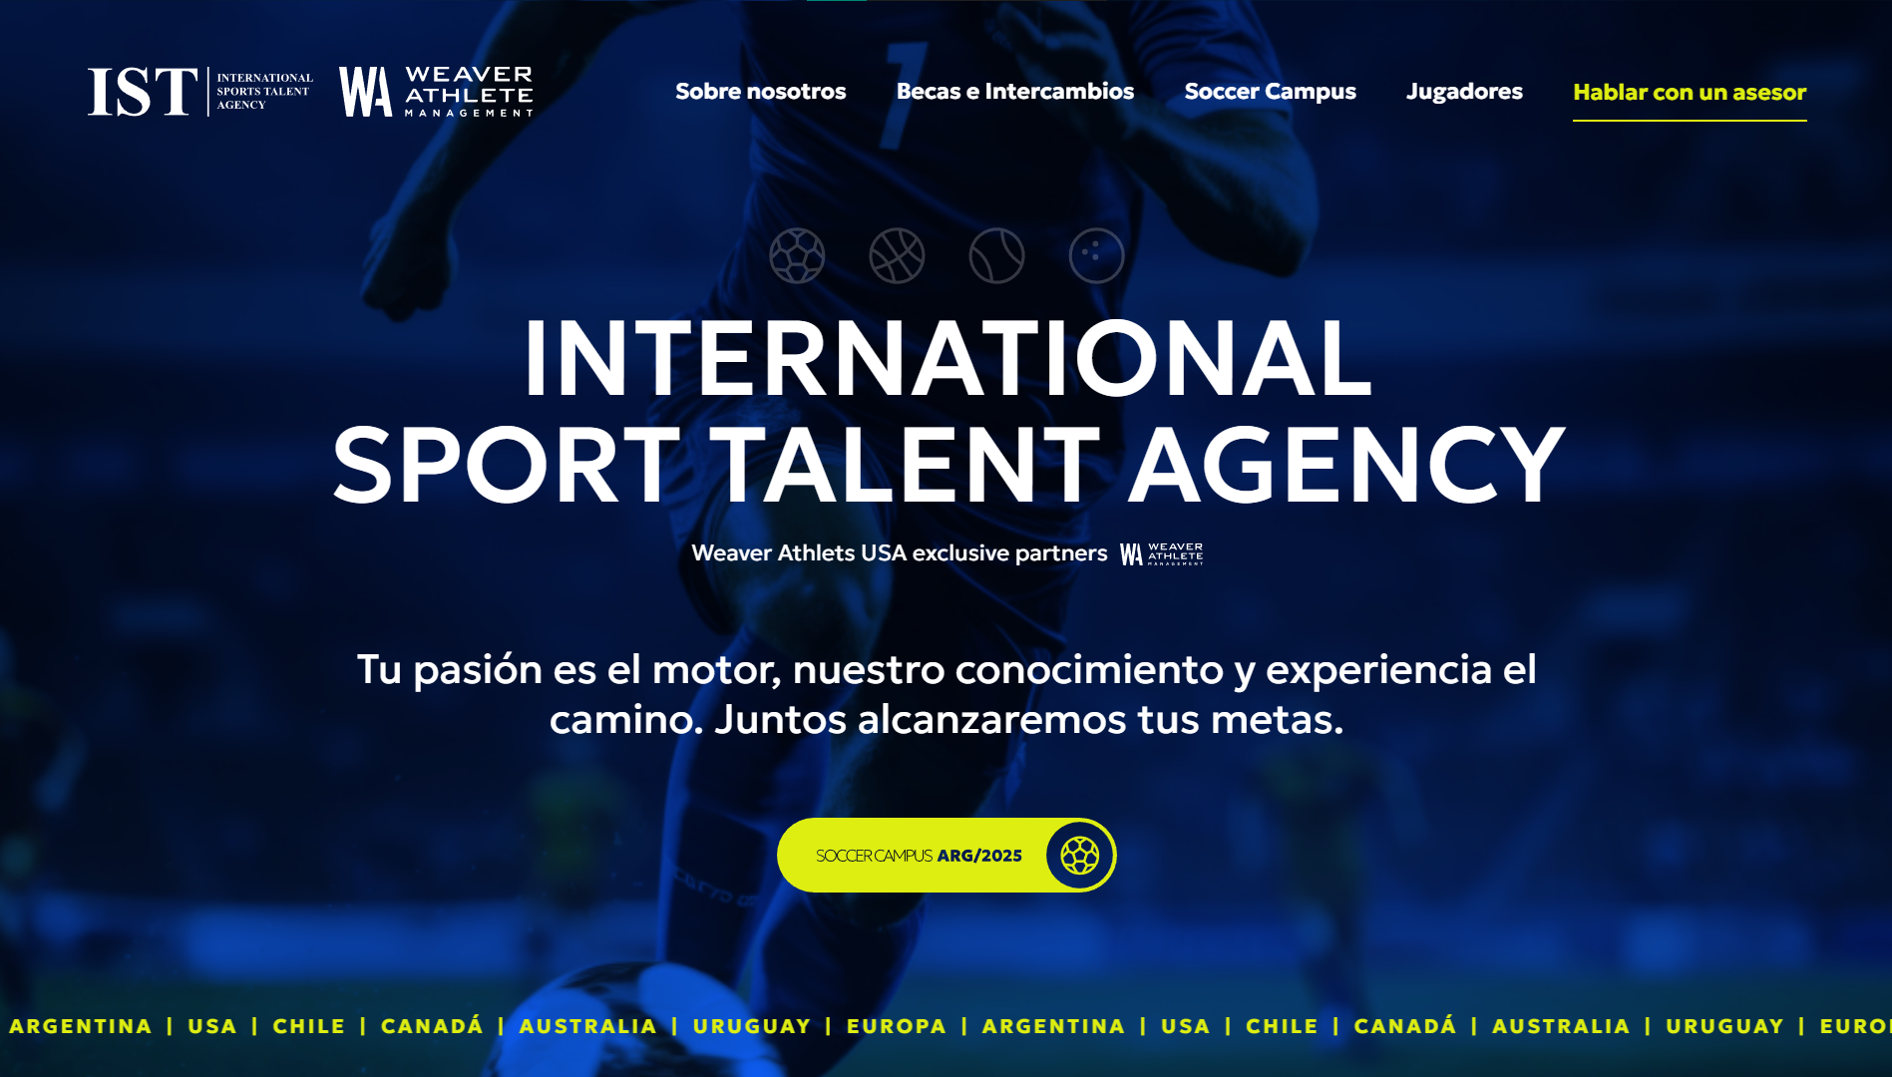 IST
INTERNATIONAL
SPORTS TALENT
AGENCY
WA
WEAVER
ATHLETE
MANAGEMENT
Sobre nosotros
Becas e Intercambios
Soccer Campus
Jugadores
Hablar con un asesor
7
INTERNATIONAL
SPORT TALENT AGENCY
Weaver Athlets USA exclusive partners
WA
WEAVER
ATHLETE
MANAGEMENT
Tu pasión es el motor, nuestro conocimiento y experiencia el
camino. Juntos alcanzaremos tus metas.
SOCCER CAMPUS ARG/2025
ARGENTINA | USA | CHILE | CANADÁ | AUSTRALIA | URUGUAY | EUROPA | ARGENTINA | USA | CHILE | CANADÁ | AUSTRALIA | URUGUAY |